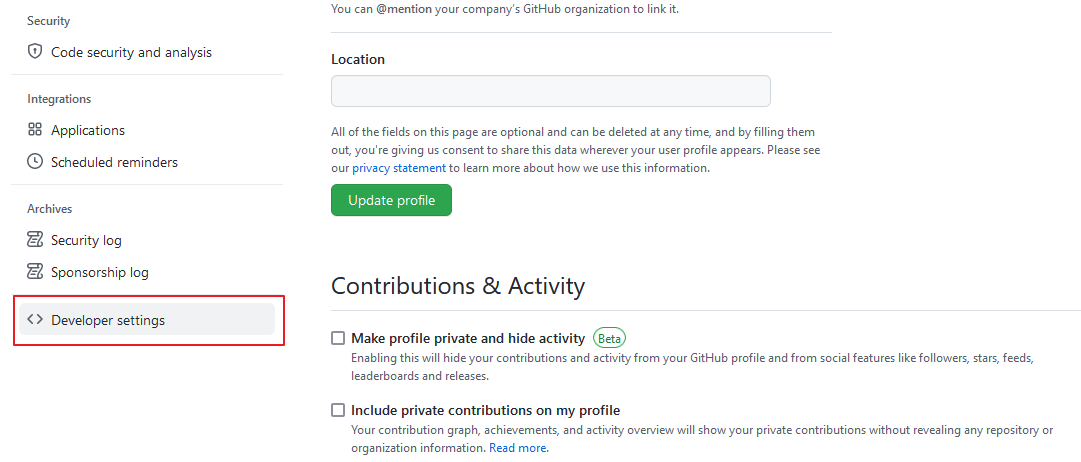 Security
Code security and analysis
Integrations
Applications
Scheduled reminders
Archives
Security log
Sponsorship log
Developer settings
You can @mention your company's GitHub organization to link it.
Location
All of the fields on this page are optional and can be deleted at any time, and by filling them
out, you're giving us consent to share this data wherever your user profile appears. Please see
our privacy statement to learn more about how we use this information.
Update profile
Contributions & Activity
Make profile private and hide activity Beta
Enabling this will hide your contributions and activity from your GitHub profile and from social features like followers, stars, feeds,
leaderboards and releases.
Include private contributions on my profile
Your contribution graph, achievements, and activity overview will show your private contributions without revealing any repository or
organization information. Read more.